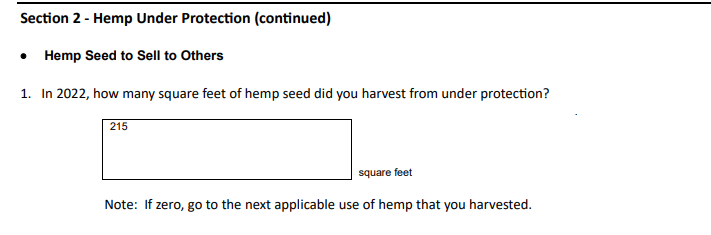 Section 2 - Hemp Under Protection (continued)
• Hemp Seed to Sell to Others
1. In 2022, how many square feet of hemp seed did you harvest from under protection?
215
square feet
Note: If zero, go to the next applicable use of hemp that you harvested.